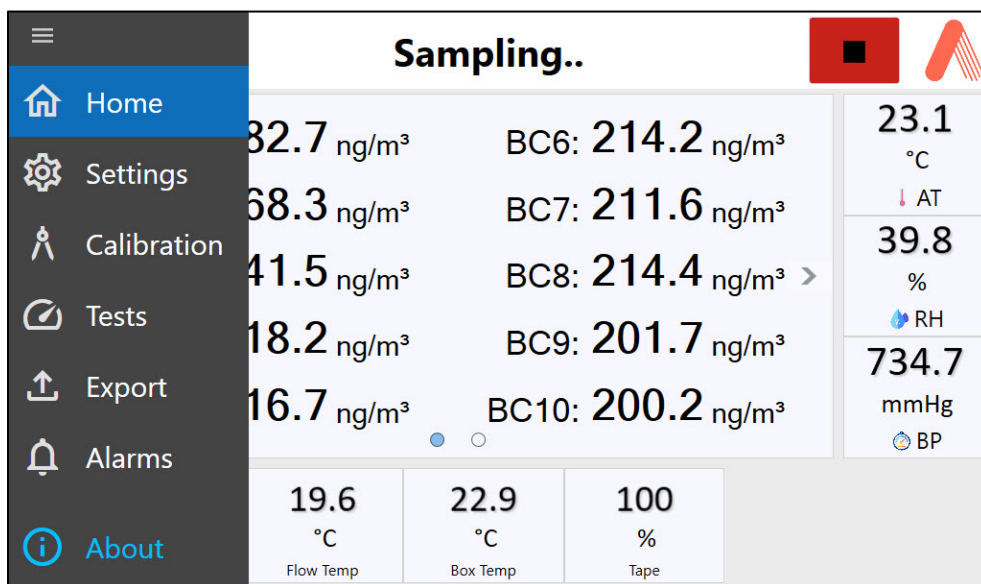 Sampling..
Home
Settings
Calibration
Tests
Export
Alarms
About
82.7 ng/m³ BC6: 214.2 ng/m³
68.3 ng/m³ BC7: 211.6 ng/m³
41.5 ng/m³ BC8: 214.4 ng/m³ >
18.2 ng/m³ BC9: 201.7 ng/m³
16.7 ng/m³ BC10: 200.2 ng/m³
23.1
°C
AT
39.8
%
RH
734.7
mmHg
BP
19.6
°C
Flow Temp
22.9
°C
Box Temp
100
%
Tape